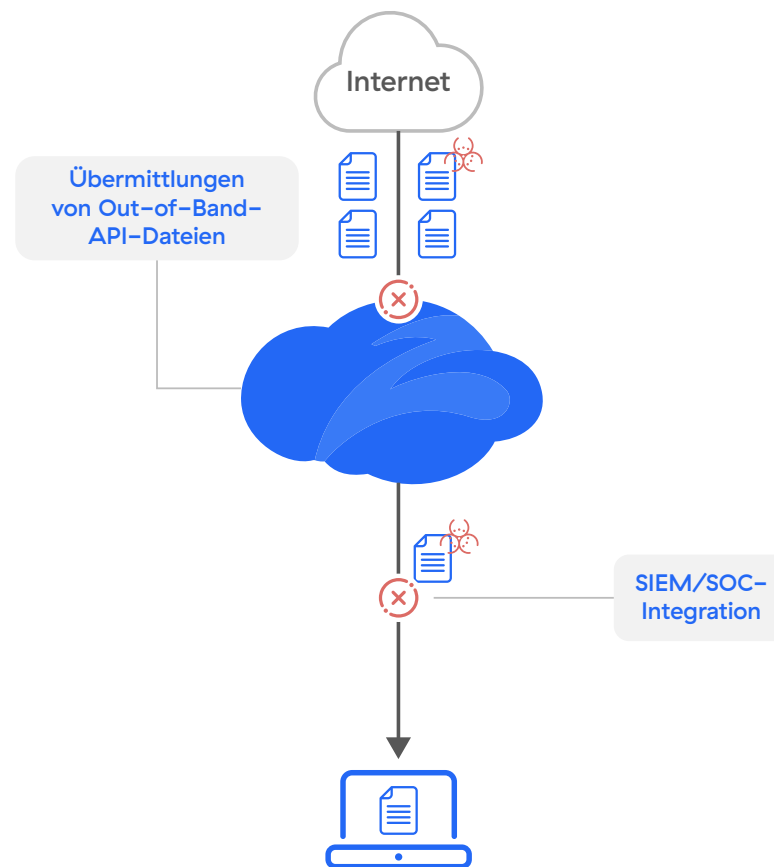 Internet
Übermittlungen
von Out-of-Band-
API-Dateien
SIEM/SOC-
Integration